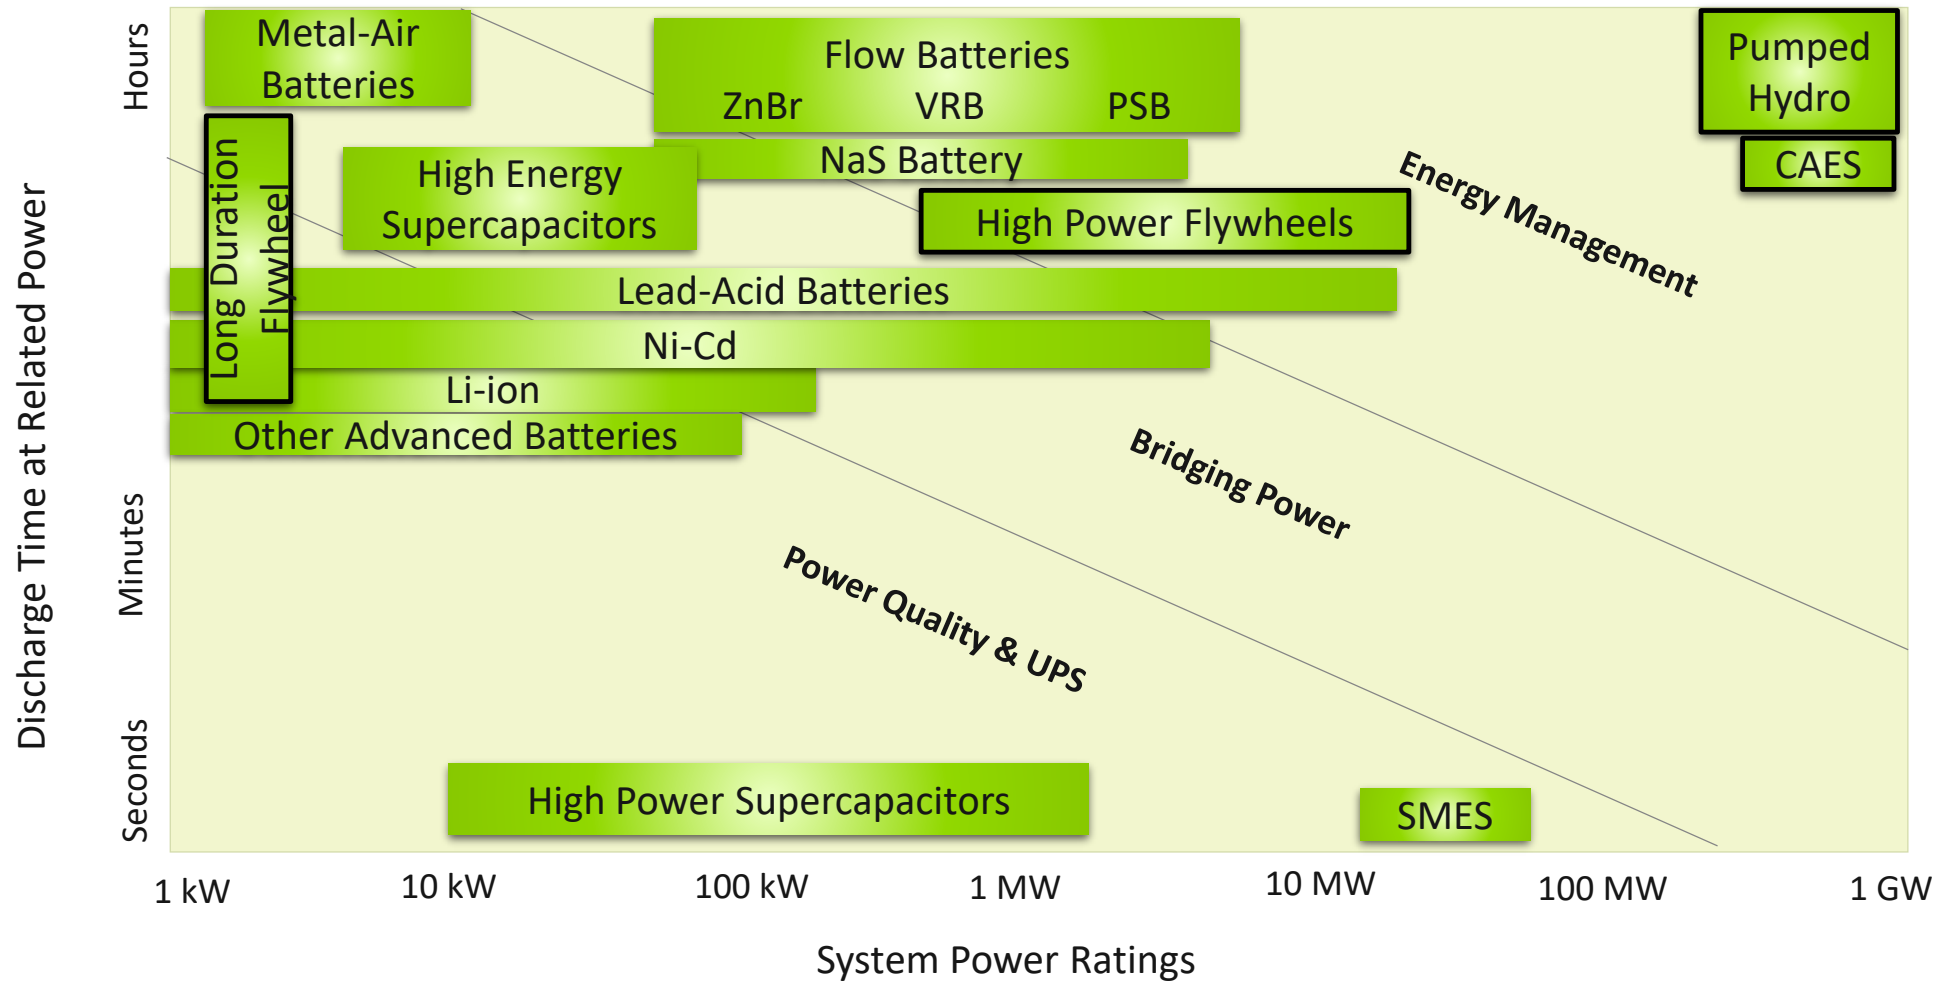 Discharge Time at Related Power
Hours
Minutes
Seconds
Metal-Air
Batteries
Flow Batteries
ZnBr VRB PSB
Pumped
Hydro
NaS Battery
CAES
Long Duration
Flywheel
High Energy
Supercapacitors
High Power Flywheels
Energy Management
Lead-Acid Batteries
Ni-Cd
Li-ion
Other Advanced Batteries
Bridging Power
Power Quality & UPS
High Power Supercapacitors
SMES
1 kW 10 kW 100 kW 1 MW 10 MW 100 MW 1 GW
System Power Ratings